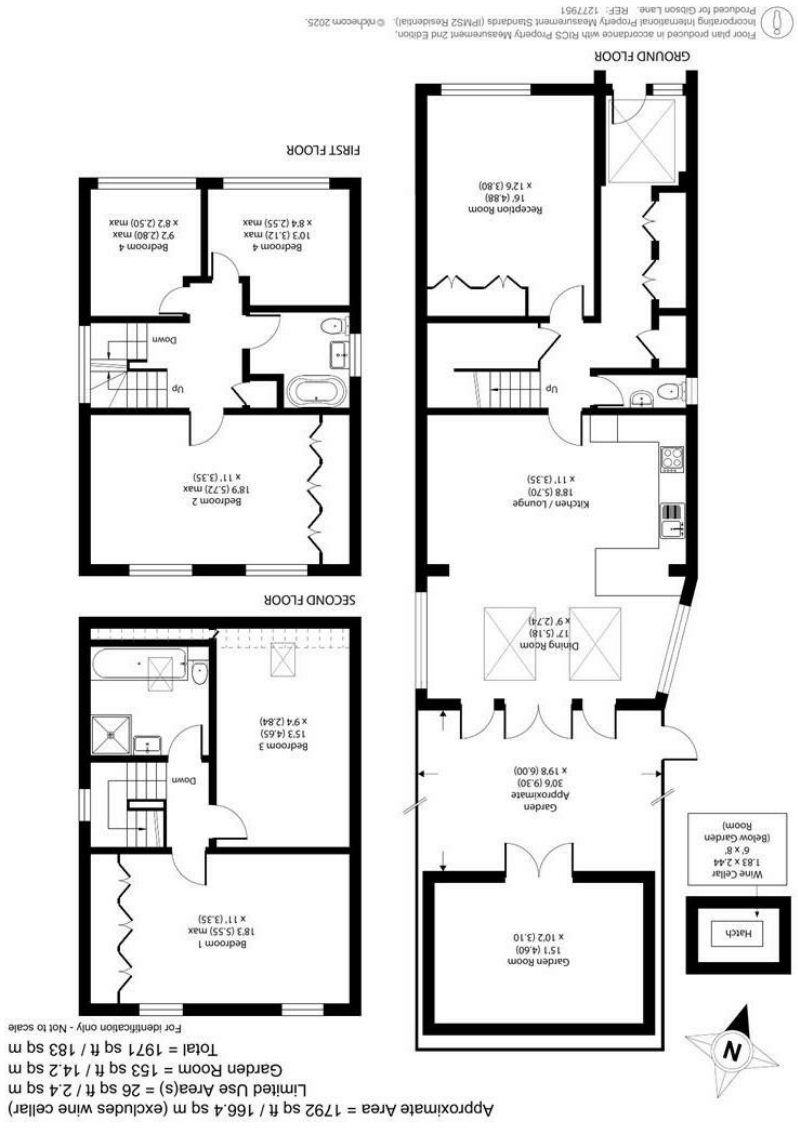 Approximate Area = 1792 sq ft / 166.4 sq m (excludes wine cellar)
Limited Use Area(s) = 26 sq ft / 2.4 sq m
Garden Room = 153 sq ft / 14.2 sq m
Total = 1971 sq ft / 183 sq m
For identification only - Not to scale
N
Hatch
Wine Cellar
1.83 x 2.44
6' x 8'
(Below Garden
Room)
Garden Room
15'1 (4.60)
x 10'2 (3.10
Garden
Approximate
30'6 (9.30)
x 19'8 (6.00)
Dining Room
17' (5.18)
x 9' (2.74)
Kitchen / Lounge
18'8 (5.70)
x 11' (3.35)
Up
Reception Room
16' (4.88)
x 12'6 (3.80)
GROUND FLOOR
Bedroom 1
18'3 (5.55) max
x 11' (3.35)
Down
Bedroom 3
15'3 (4.65)
x 9'4 (2.84)
SECOND FLOOR
Bedroom 2
18'9 (5.72) max
x 11' (3.35)
Up
Down
Bedroom 4
10'3 (3.12) max
x 8'4 (2.55) max
Bedroom 4
9'2 (2.80) max
x 8'2 (2.50) max
FIRST FLOOR
Floor plan produced in accordance with RICS Property Measurement 2nd Edition,
Incorporating International Property Measurement Standards (IPMS2 Residential). © nichecom 2025.
Produced for Gibson Lane. REF: 1277951